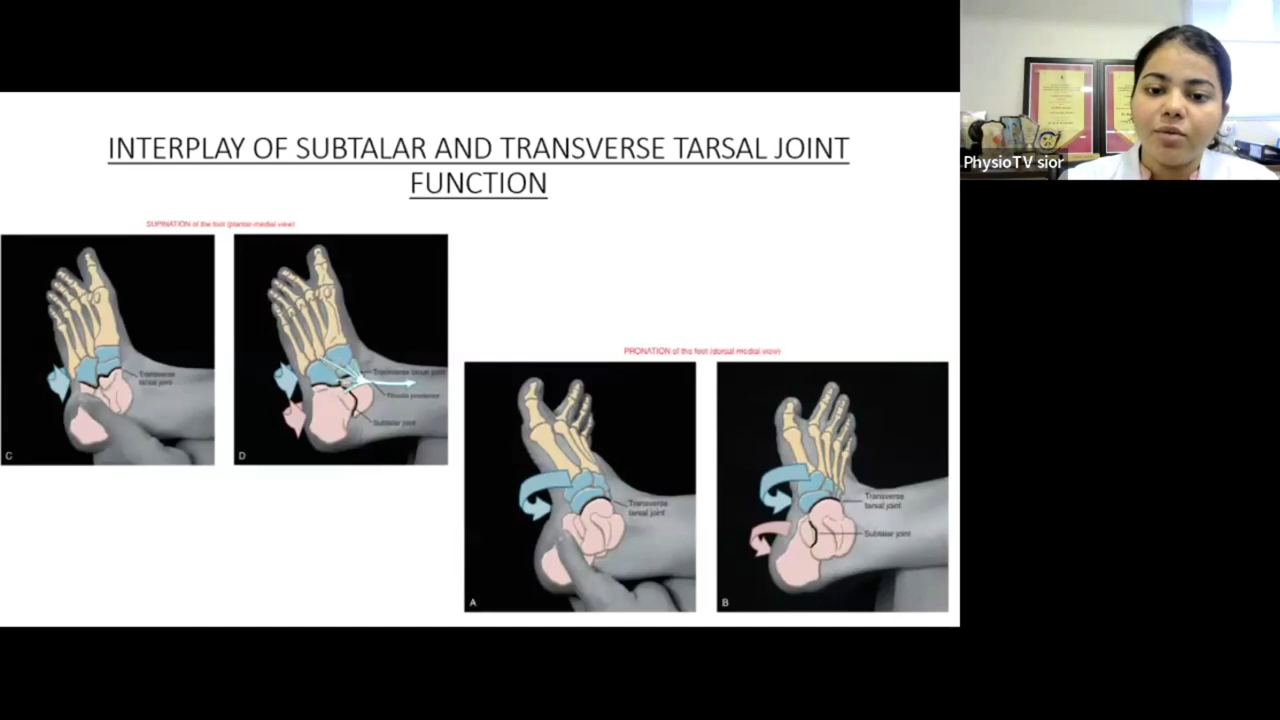 INTERPLAY OF SUBTALAR AND TRANSVERSE TARSAL JOINT
FUNCTION
PhysioTV sior
SUPINATION of the foot (plantar-medial view)
Transverse
tarsal joint
C
Transverse tarsal joint
Tibialis posterior
Subtalar joint
D
PRONATION of the foot (dorsal-medial view)
Transverse
tarsal joint
A
Transverse
tarsal joint
Subtalar joint
B